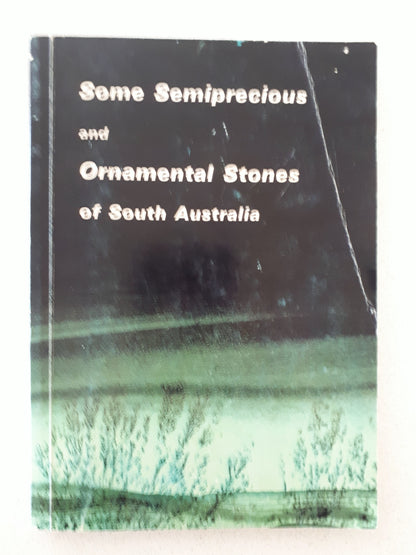 Some Semiprecious
and
Ornamental Stones
of South Australia